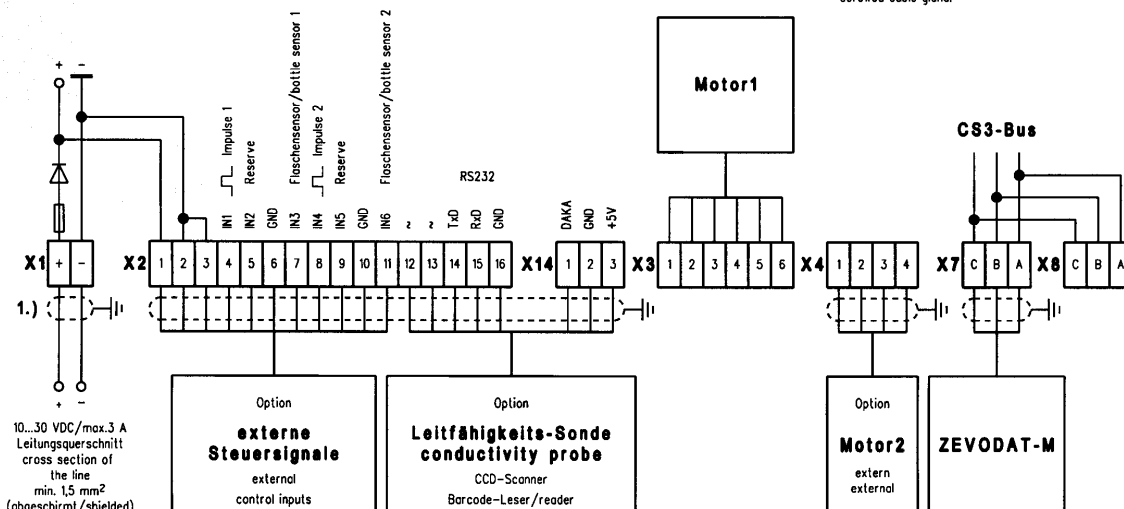 + -
Impulse 1
Reserve
Flaschensensor/bottle sensor 1
Impulse 2
Reserve
Flaschensensor/bottle sensor 2
RS232
IN1 IN2 GND IN3 IN4 IN5 GND IN6 ~ ~ TxD RxD GND
DAKA GND +5V
Motor1
CS3-Bus
X1 + -
X2 1 2 3 4 5 6 7 8 9 10 11 12 13 14 15 16
X14 1 2 3
X3 1 2 3 4 5 6
X4 1 2 3 4
X7 C B A
X8 C B A
1.)
+ -
10...30 VDC/max.3 A
Leitungsquerschnitt
cross section of
the line
min. 1,5 mm²
(abgeschirmt/shielded)
Option
externe
Steuersignale
external
control inputs
Option
Leitfähigkeits-Sonde
conductivity probe
CCD-Scanner
Barcode-Leser/reader
Option
Motor2
extern
external
ZEVODAT-M